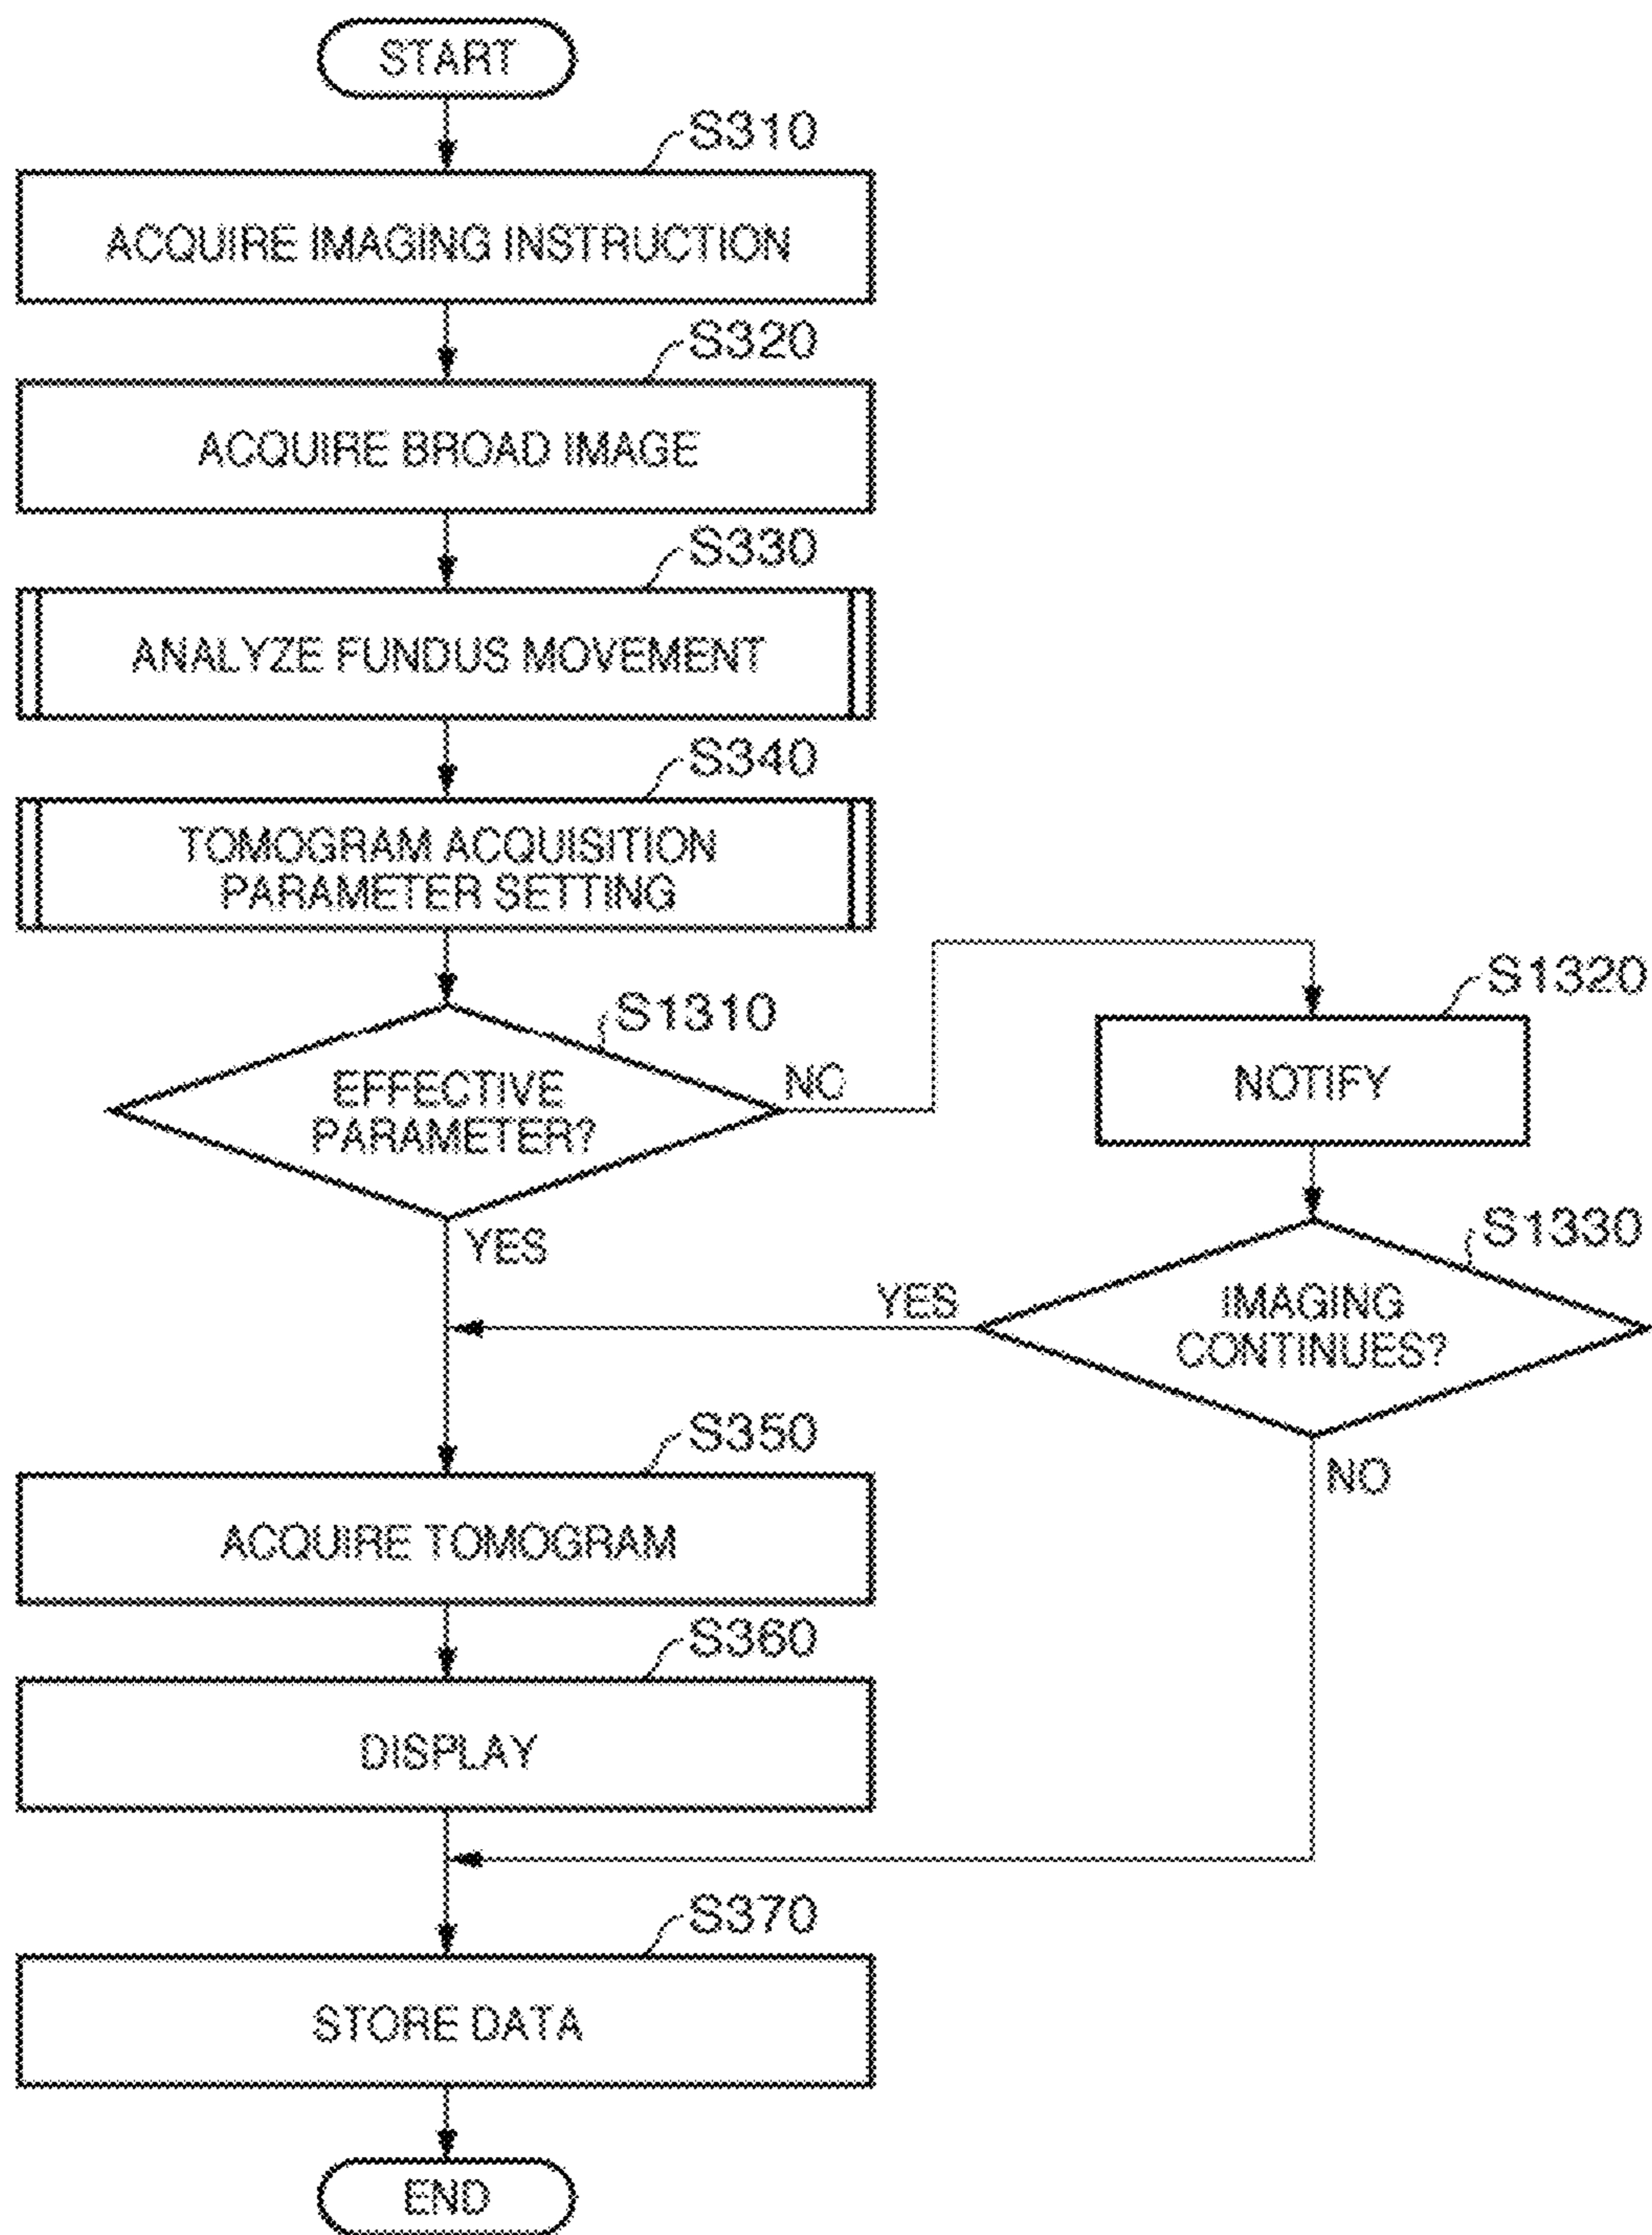 START
S310
ACQUIRE IMAGING INSTRUCTION
S320
ACQUIRE BROAD IMAGE
S330
ANALYZE FUNDUS MOVEMENT
S340
TOMOGRAM ACQUISITION
PARAMETER SETTING
S1310
EFFECTIVE
PARAMETER?
NO
YES
S1320
NOTIFY
S1330
IMAGING
CONTINUES?
YES
NO
S350
ACQUIRE TOMOGRAM
S360
DISPLAY
S370
STORE DATA
END